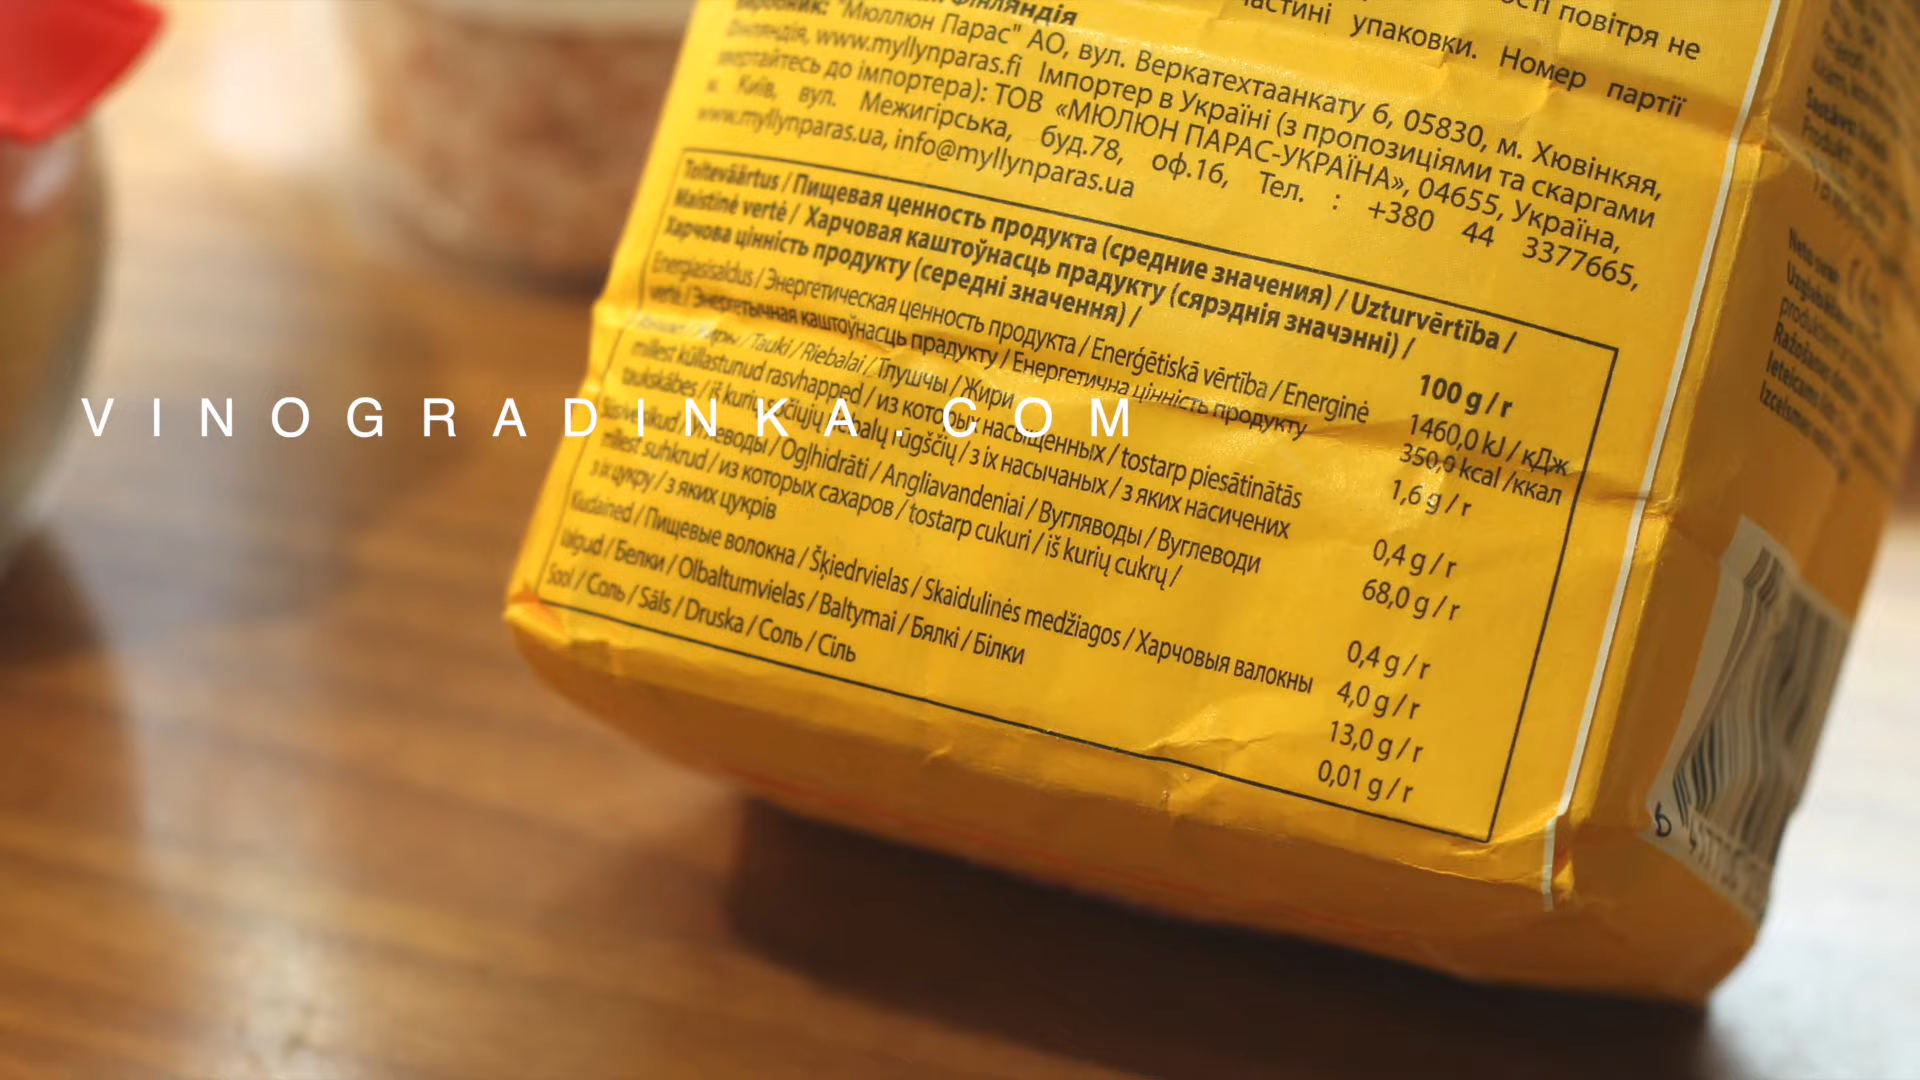 Фінляндія
"Мюллюн Парас" АО, вул. Веркатехтаанкату 6, 05830, м. Хювінкяя,
www.myllynparas.fi Імпортер в Україні (з пропозиціями та скаргами
звертайтесь до імпортера): ТОВ «МЮЛЮН ПАРАС-УКРАЇНА», 04655, Україна,
м. Київ, вул. Межигірська, буд.78, оф.16, Тел. : +380 44 3377665,
www.myllynparas.ua, info@myllynparas.ua
повітря не
упаковки. Номер партії
Toiteväärtus / Пищевая ценность продукта (средние значения) / Uzturvērtība /
Maistinė vertė / Харчовая каштоўнасць прадукту (сярэднія значэнні) /
Харчова цінність продукту (середні значення) /
100 g / г
Energiasisaldus / Энергетическая ценность продукта / Enerģētiskā vērtība / Energinė
vertė / Энергетычная каштоўнасць прадукту / Енергетична цінність продукту
1460,0 kJ / кДж
350,0 kcal /ккал
Жиры / Tauki / Riebalai / Тлушчы / Жири
1,6 g / г
millest küllastunud rasvhapped / из которых насыщенных / tostarp piesātinātās
taukskābes / iš kurių sočiųjų riebalų rūgščių / з іх насычаных / з яких насичених
0,4 g / г
Süsivesikud / Углеводы / Ogļhidrāti / Angliavandeniai / Вугляводы / Вуглеводи
68,0 g / г
millest suhkrud / из которых сахаров / tostarp cukuri / iš kurių cukrų /
з іх цукру / з яких цукрів
0,4 g / г
Kiudained / Пищевые волокна / Šķiedrvielas / Skaidulinės medžiagos / Харчовыя валокны
4,0 g / г
Valgud / Белки / Olbaltumvielas / Baltymai / Бялкі / Білки
13,0 g / г
Sool / Соль / Sāls / Druska / Соль / Сіль
0,01 g / г
VINOGRADINKA.COM